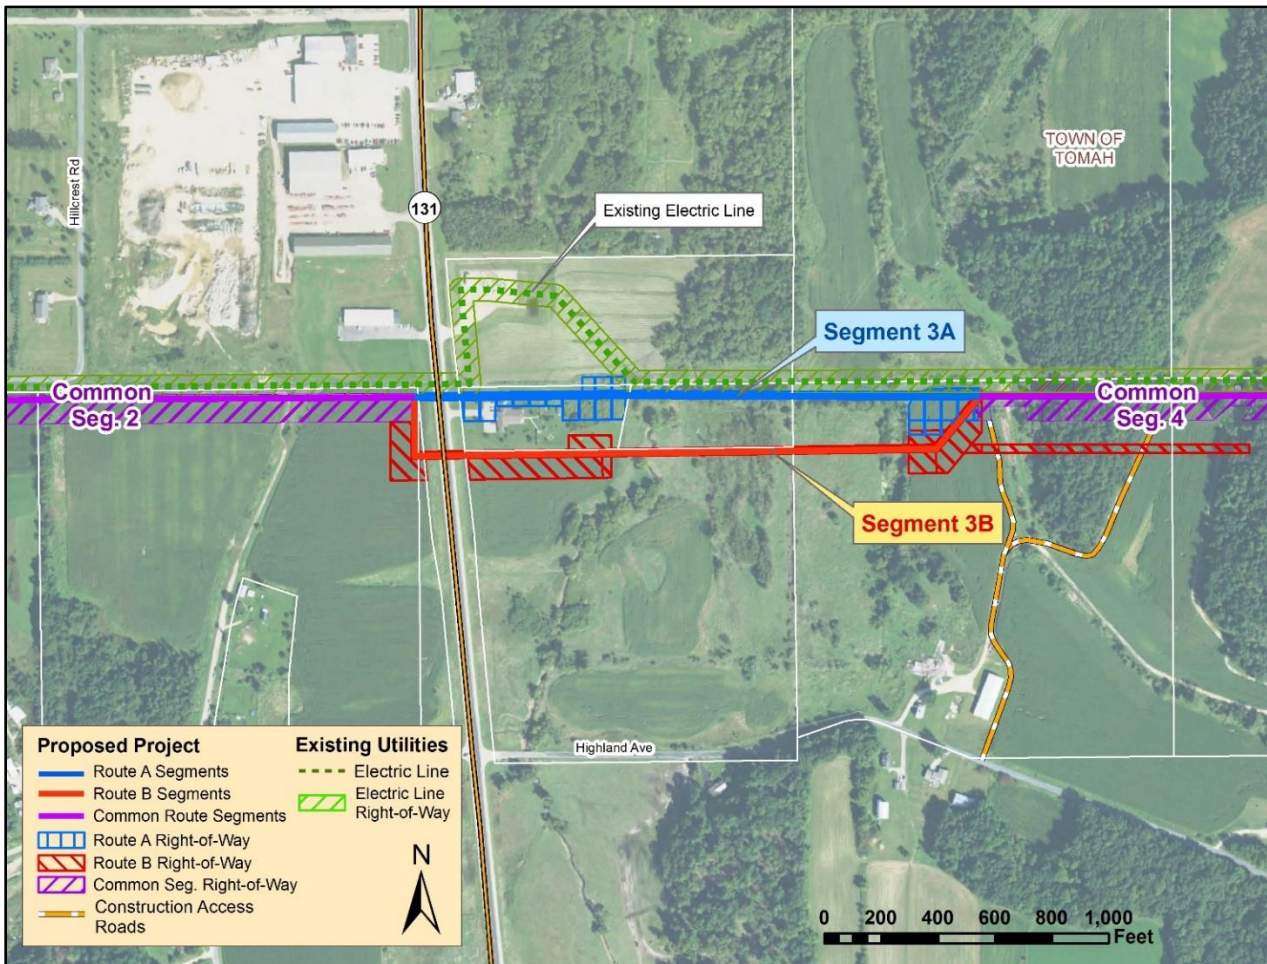 TOWN OF
TOMAH
Hillcrest Rd
131
Existing Electric Line
Segment 3A
Common
Seg. 2
Common
Seg. 4
Segment 3B
Highland Ave
Proposed Project
Route A Segments
Route B Segments
Common Route Segments
Route A Right-of-Way
Route B Right-of-Way
Common Seg. Right-of-Way
Construction Access
Roads
Existing Utilities
Electric Line
Electric Line
Right-of-Way
N
0 200 400 600 800 1,000
Feet